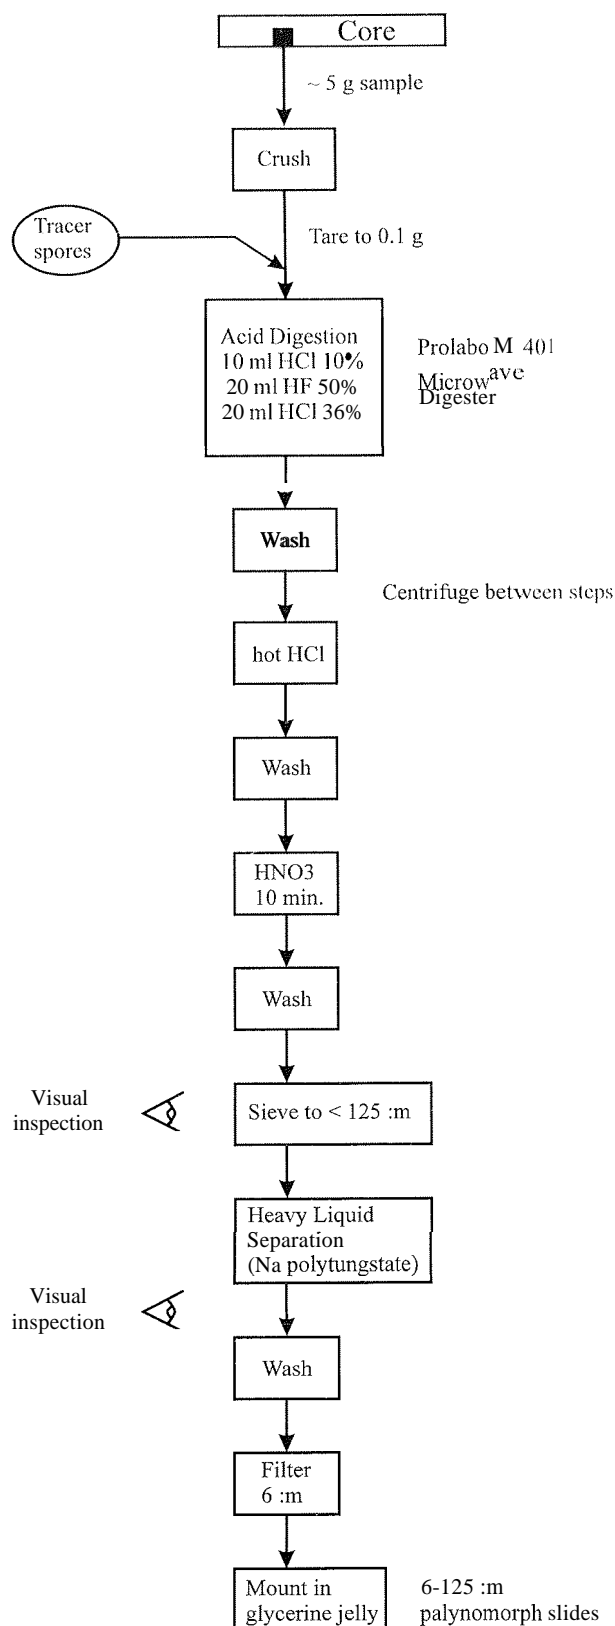 Core
~ 5 g sample
Crush
Tracer
spores
Tare to 0.1 g
Acid Digestion
10 ml HCl 10%
20 ml HF 50%
20 ml HCl 36%
Prolabo M 401
Microwave
Digester
Wash
Centrifuge between steps
hot HCl
Wash
HNO3
10 min.
Wash
Visual
inspection
Sieve to < 125 :m
Heavy Liquid
Separation
(Na polytungstate)
Visual
inspection
Wash
Filter
6 :m
Mount in
glycerine jelly
6-125 :m
palynomorph slides